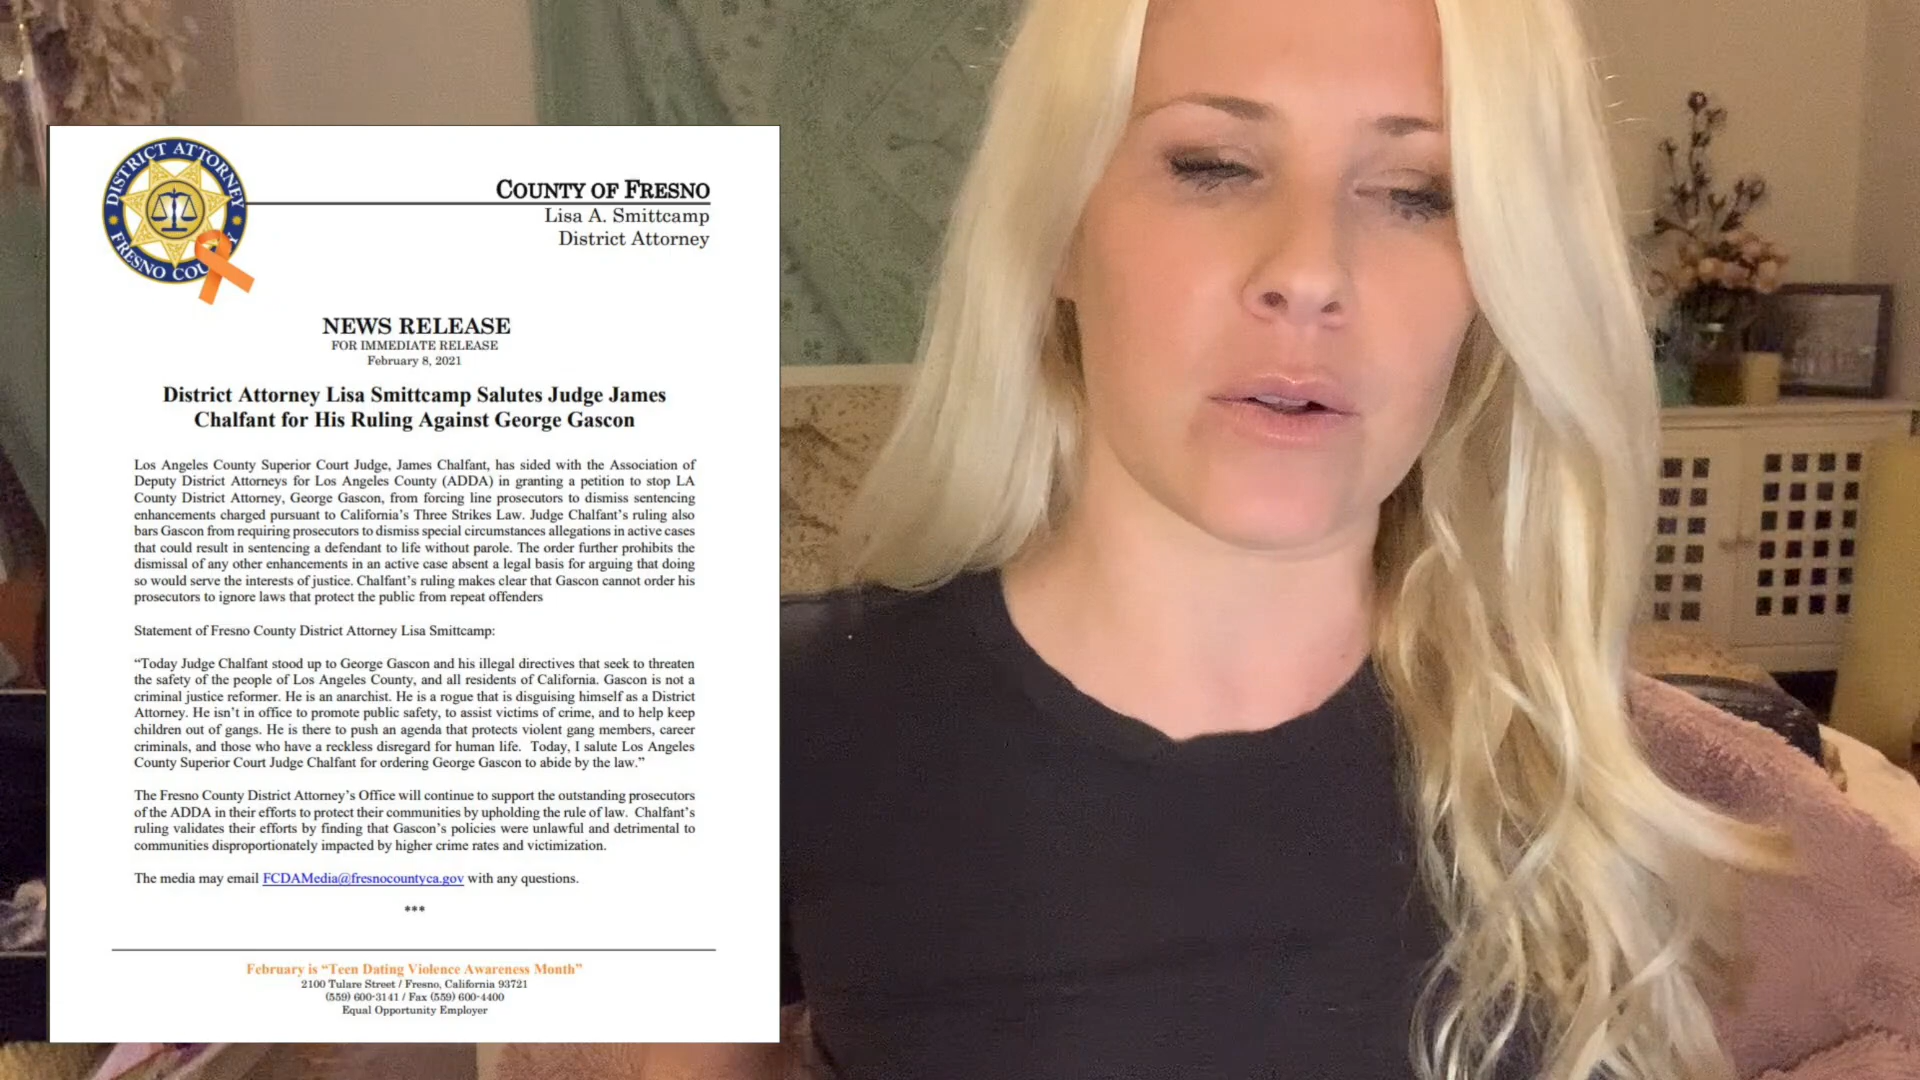 DISTRICT ATTORNEY
FRESNO COU
COUNTY OF FRESNO
Lisa A. Smittcamp
District Attorney
NEWS RELEASE
FOR IMMEDIATE RELEASE
February 8, 2021
District Attorney Lisa Smittcamp Salutes Judge James
Chalfant for His Ruling Against George Gascon
Los Angeles County Superior Court Judge, James Chalfant, has sided with the Association of
Deputy District Attorneys for Los Angeles County (ADDA) in granting a petition to stop LA
County District Attorney, George Gascon, from forcing line prosecutors to dismiss sentencing
enhancements charged pursuant to California’s Three Strikes Law. Judge Chalfant’s ruling also
bars Gascon from requiring prosecutors to dismiss special circumstances allegations in active cases
that could result in sentencing a defendant to life without parole. The order further prohibits the
dismissal of any other enhancements in an active case absent a legal basis for arguing that doing
so would serve the interests of justice. Chalfant’s ruling makes clear that Gascon cannot order his
prosecutors to ignore laws that protect the public from repeat offenders
Statement of Fresno County District Attorney Lisa Smittcamp:
“Today Judge Chalfant stood up to George Gascon and his illegal directives that seek to threaten
the safety of the people of Los Angeles County, and all residents of California. Gascon is not a
criminal justice reformer. He is an anarchist. He is a rogue that is disguising himself as a District
Attorney. He isn’t in office to promote public safety, to assist victims of crime, and to help keep
children out of gangs. He is there to push an agenda that protects violent gang members, career
criminals, and those who have a reckless disregard for human life. Today, I salute Los Angeles
County Superior Court Judge Chalfant for ordering George Gascon to abide by the law.”
The Fresno County District Attorney’s Office will continue to support the outstanding prosecutors
of the ADDA in their efforts to protect their communities by upholding the rule of law. Chalfant’s
ruling validates their efforts by finding that Gascon’s policies were unlawful and detrimental to
communities disproportionately impacted by higher crime rates and victimization.
The media may email FCDAMedia@fresnocountyca.gov with any questions.
***
February is “Teen Dating Violence Awareness Month”
2100 Tulare Street / Fresno, California 93721
(559) 600-3141 / Fax (559) 600-4400
Equal Opportunity Employer